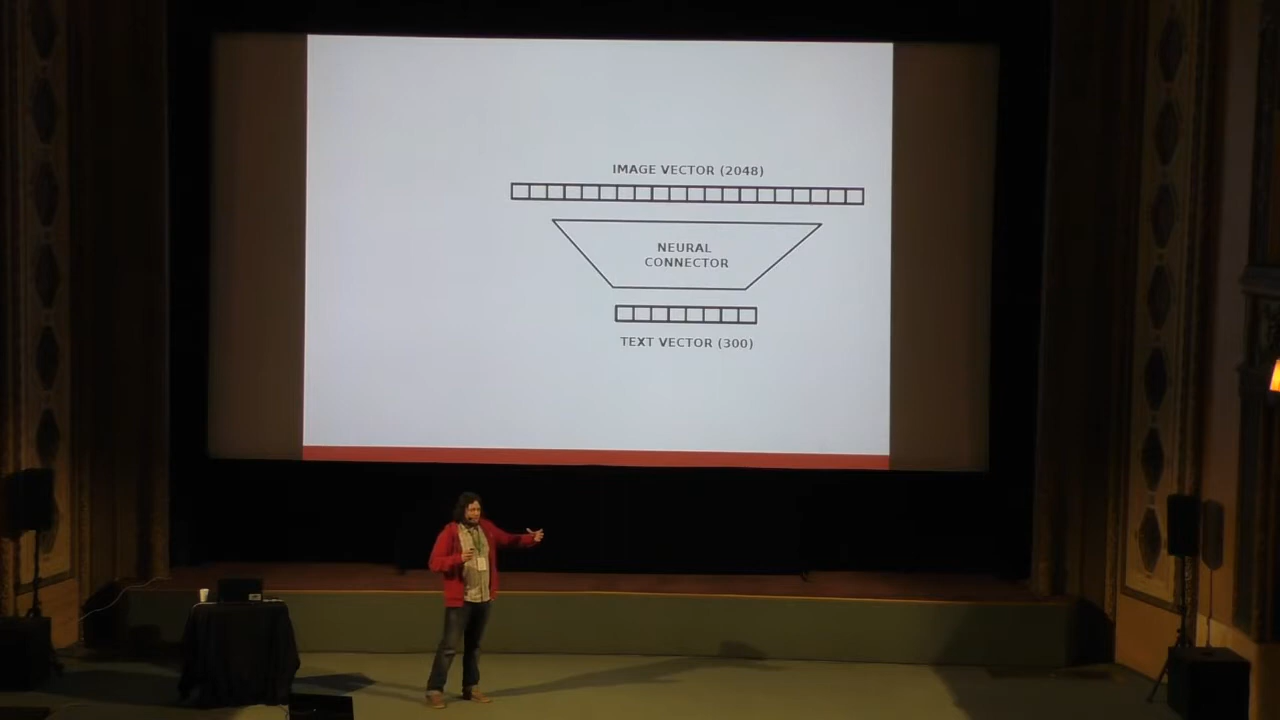 IMAGE VECTOR (2048)
NEURAL
CONNECTOR
TEXT VECTOR (300)